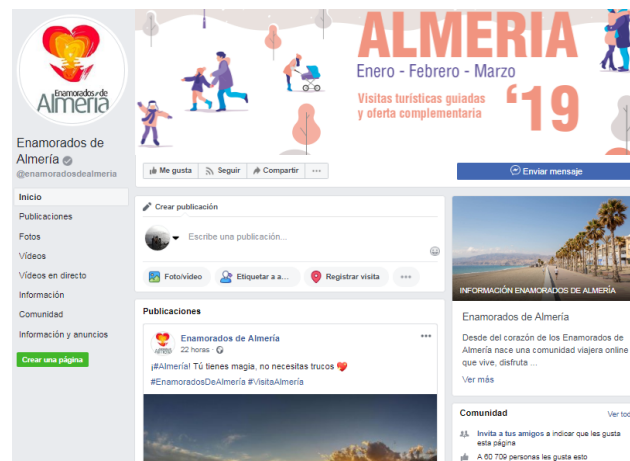 Enamorados de
Almería
Enamorados de
Almería
@enamoradosdealmeria
Inicio
Publicaciones
Fotos
Vídeos
Vídeos en directo
Información
Comunidad
Información y anuncios
Crear una página
ALMERÍA
Enero - Febrero - Marzo
Visitas turísticas guiadas
y oferta complementaria
‘19
Me gusta
Seguir
Compartir
Enviar mensaje
Crear publicación
Escribe una publicación...
Foto/vídeo
Etiquetar a a...
Registrar visita
Publicaciones
Enamorados de Almería
22 horas ·
¡#Almería! Tú tienes magia, no necesitas trucos
#EnamoradosDeAlmería #VisitaAlmería
INFORMACIÓN ENAMORADOS DE ALMERÍA
Enamorados de Almería
Desde del corazón de los Enamorados de
Almería nace una comunidad viajera online
que vive, disfruta ...
Ver más
Comunidad
Ver tod
Invita a tus amigos a indicar que les gusta
esta página
A 60 709 personas les gusta esto